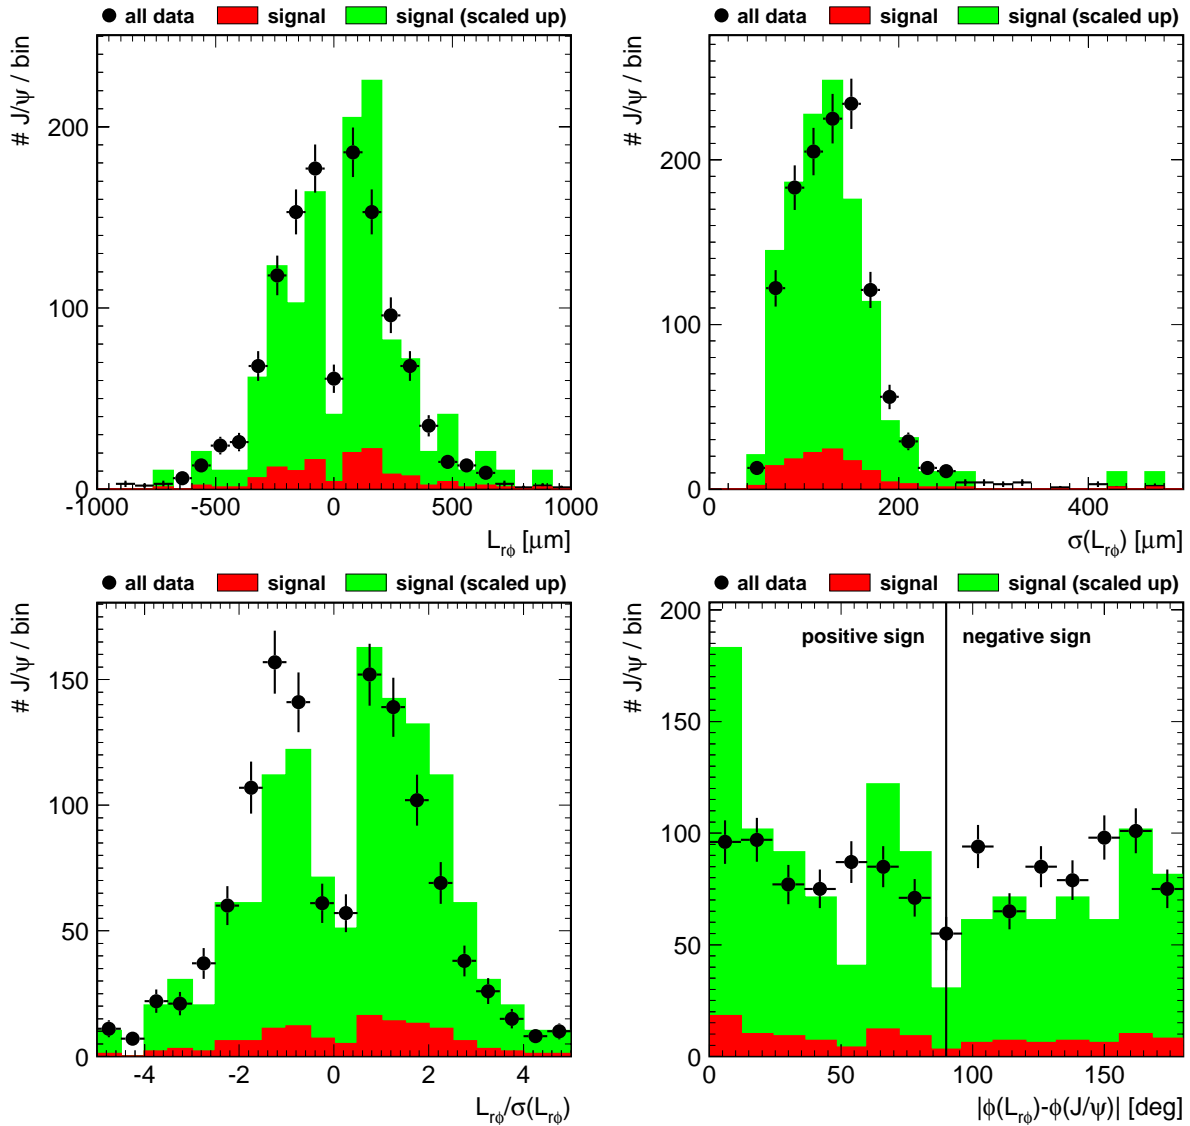 all data signal signal (scaled up)
# J/ψ / bin
200
100
0
-1000 -500 0 500 1000
L_rϕ [μm]
all data signal signal (scaled up)
# J/ψ / bin
200
100
0
0 200 400
σ(L_rϕ) [μm]
all data signal signal (scaled up)
# J/ψ / bin
150
100
50
0
-4 -2 0 2 4
L_rϕ/σ(L_rϕ)
all data signal signal (scaled up)
# J/ψ / bin
200
positive sign negative sign
150
100
50
0
0 50 100 150
|ϕ(L_rϕ)-ϕ(J/ψ)| [deg]